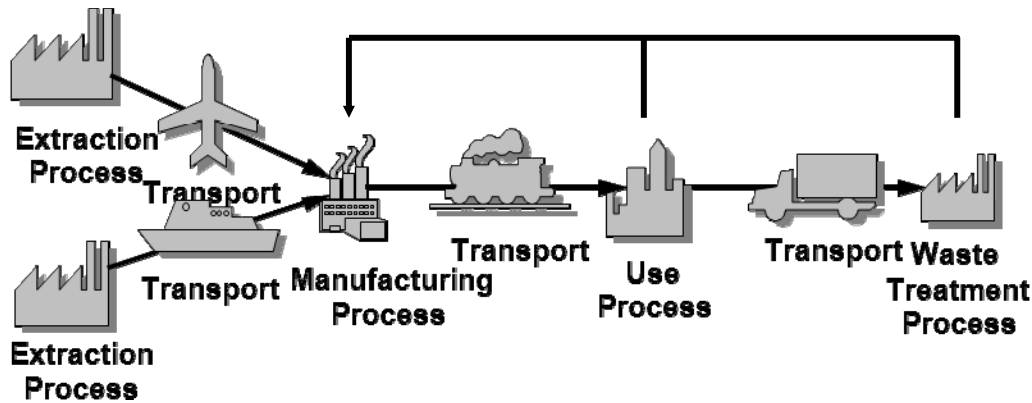 Extraction
Process
Transport
Transport
Extraction
Process
Manufacturing
Process
Transport
Use
Process
Transport
Waste
Treatment
Process